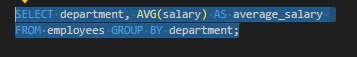 SELECT department, AVG(salary) AS average_salary
FROM employees GROUP BY department;